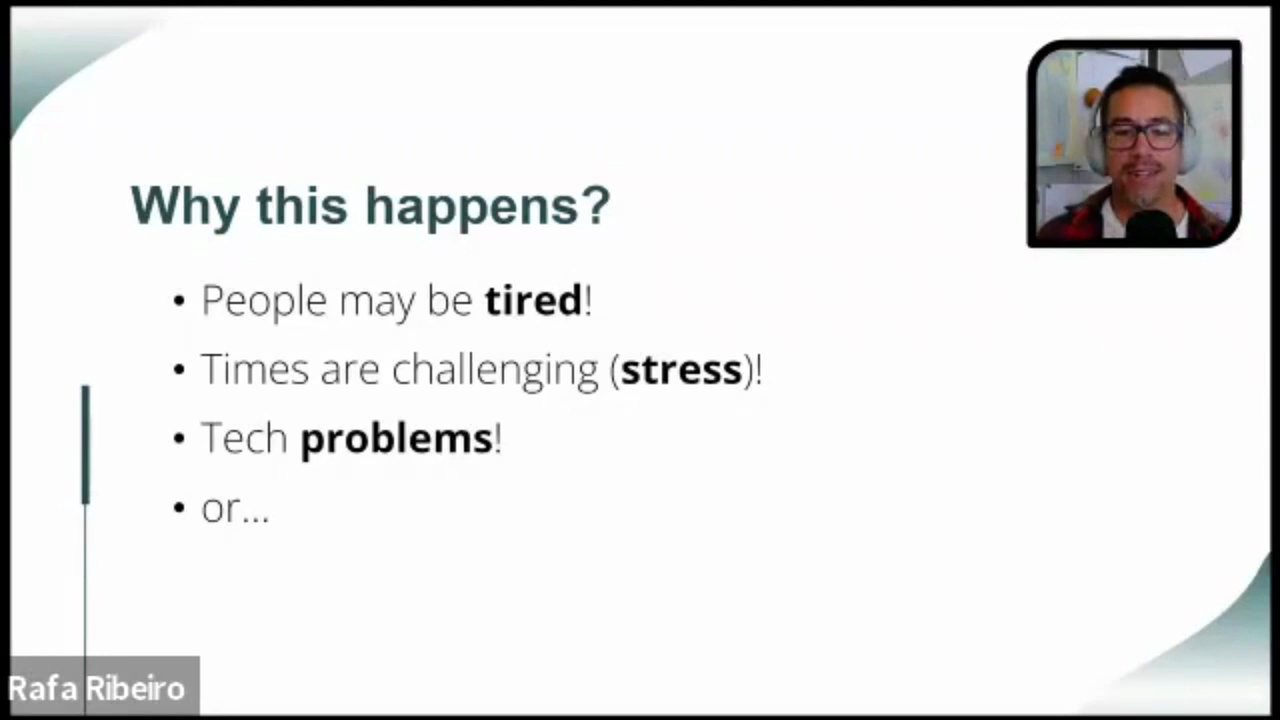 Why this happens?
• People may be tired!
• Times are challenging (stress)!
• Tech problems!
• or...
Rafa Ribeiro